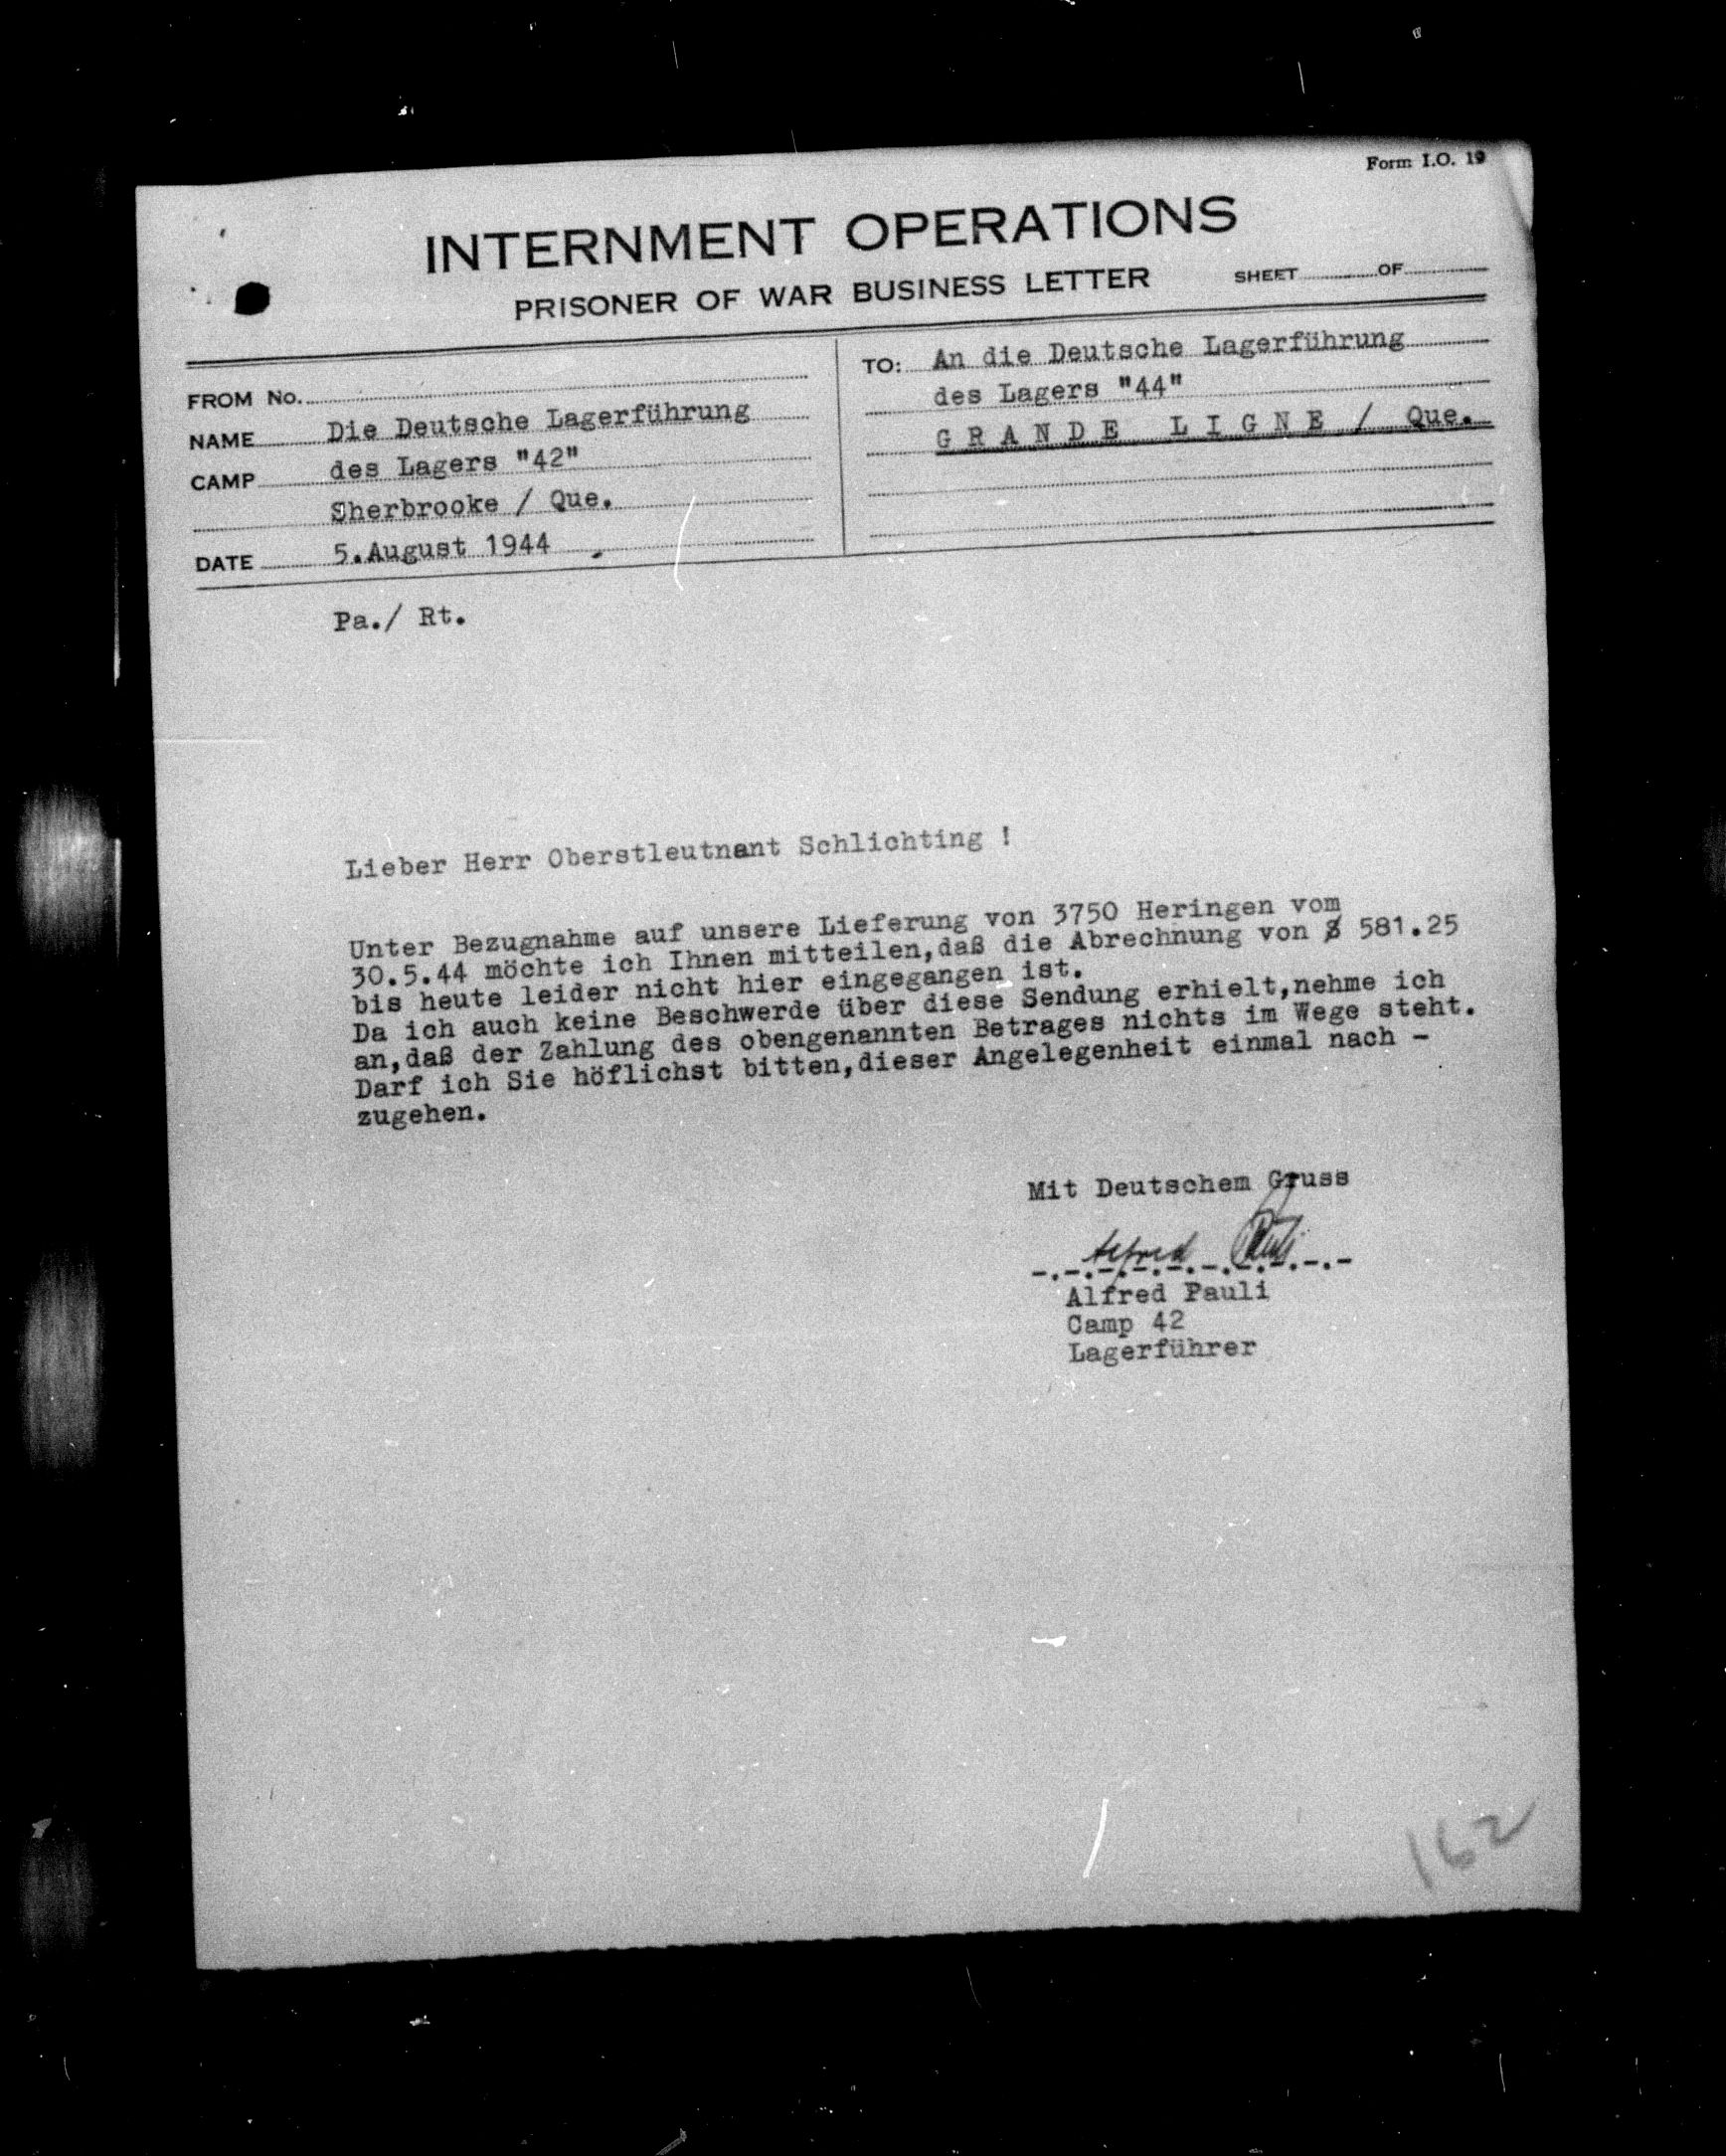 Form I.O. 19
INTERNMENT OPERATIONS
PRISONER OF WAR BUSINESS LETTER
SHEET OF
FROM No.
NAME Die Deutsche Lagerführung
CAMP des Lagers "42"
Sherbrooke / Que.
DATE 5.August 1944
TO: An die Deutsche Lagerführung
des Lagers "44"
G R A N D E L I G N E / Que.
Pa./ Rt.
Lieber Herr Oberstleutnant Schlichting !
Unter Bezugnahme auf unsere Lieferung von 3750 Heringen vom
30.5.44 möchte ich Ihnen mitteilen,daß die Abrechnung von $ 581.25
bis heute leider nicht hier eingegangen ist.
Da ich auch keine Beschwerde über diese Sendung erhielt,nehme ich
an,daß der Zahlung des obengenannten Betrages nichts im Wege steht.
Darf ich Sie höflichst bitten,dieser Angelegenheit einmal nach -
zugehen.
Mit Deutschem Gruss
Alfred Pauli
-.-.-.-.-.-.-.-.-.-
Alfred Pauli
Camp 42
Lagerführer
162